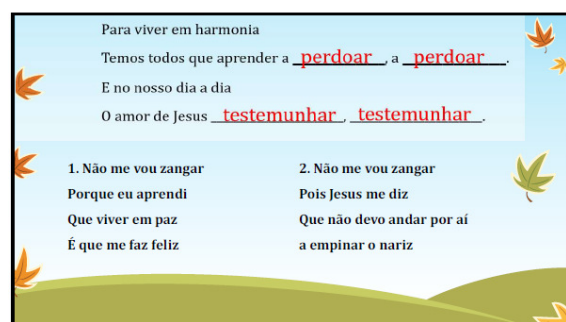 Para viver em harmonia
Temos todos que aprender a perdoar, a perdoar.
E no nosso dia a dia
O amor de Jesus testemunhar, testemunhar.
1. Não me vou zangar
Porque eu aprendi
Que viver em paz
É que me faz feliz
2. Não me vou zangar
Pois Jesus me diz
Que não devo andar por aí
a empinar o nariz